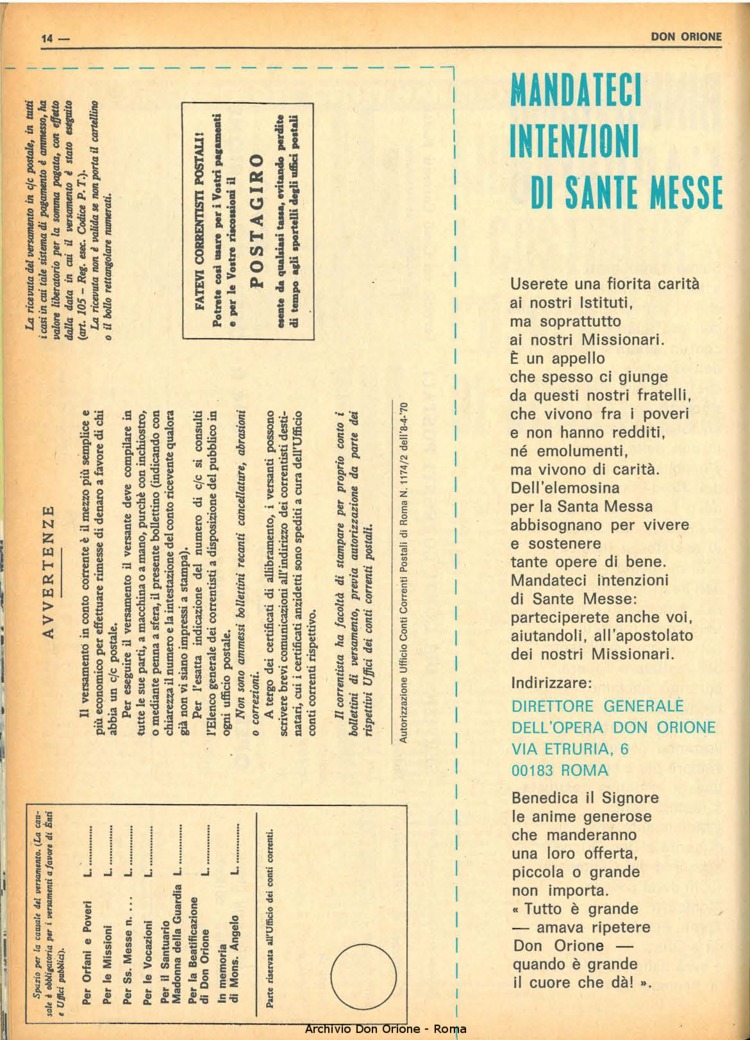 14 —
DON ORIONE
La ricevuta del versamento in c/c postale, in tutti
i casi in cui tale sistema di pagamento è ammesso, ha
valore liberatorio per la somma pagata, con effetto
dalla data in cui il versamento è stato eseguito
(art. 105 - Reg. esec. Codice P. T.).
La ricevuta non è valida se non porta il cartellino
o il bollo rettangolare numerati.
FATEVI CORRENTISTI POSTALI!
Potrete così usare per i Vostri pagamenti
e per le Vostre riscossioni il
POSTAGIRO
esente da qualsiasi tassa, evitando perdite
di tempo agli sportelli degli uffici postali
AVVERTENZE
Il versamento in conto corrente è il mezzo più semplice e
più economico per effettuare rimesse di denaro a favore di chi
abbia un c/c postale.
Per eseguire il versamento il versante deve compilare in
tutte le sue parti, a macchina o a mano, purchè con inchiostro,
o mediante penna a sfera, il presente bollettino (indicando con
chiarezza il numero e la intestazione del conto ricevente qualora
già non vi siano impressi a stampa).
Per l'esatta indicazione del numero di c/c si consulti
l'Elenco generale dei correntisti a disposizione del pubblico in
ogni ufficio postale.
Non sono ammessi bollettini recanti cancellature, abrasioni
o correzioni.
A tergo dei certificati di allibramento, i versanti possono
scrivere brevi comunicazioni all'indirizzo dei correntisti desti-
natari, cui i certificati anzidetti sono spediti a cura dell'Ufficio
conti correnti rispettivo.
Il correntista ha facoltà di stampare per proprio conto i
bollettini di versamento, previa autorizzazione da parte dei
rispettivi Uffici dei conti correnti postali.
Autorizzazione Ufficio Conti Correnti Postali di Roma N. 1174/2 dell'8-4-'70
Spazio per la causale del versamento. (La cau-
sale è obbligatoria per i versamenti a favore di Enti
e Uffici pubblici).
Per Orfani e Poveri L. ............
Per le Missioni L. ............
Per Ss. Messe n. . . . L. ............
Per le Vocazioni L. ............
Per il Santuario
Madonna della Guardia L. ............
Per la Beatificazione
di Don Orione L. ............
In memoria
di Mons. Angelo L. ............
Parte riservata all'Ufficio dei conti correnti.
MANDATECI
INTENZIONI
DI SANTE MESSE
Userete una fiorita carità
ai nostri Istituti,
ma soprattutto
ai nostri Missionari.
È un appello
che spesso ci giunge
da questi nostri fratelli,
che vivono fra i poveri
e non hanno redditi,
né emolumenti,
ma vivono di carità.
Dell'elemosina
per la Santa Messa
abbisognano per vivere
e sostenere
tante opere di bene.
Mandateci intenzioni
di Sante Messe:
parteciperete anche voi,
aiutandoli, all'apostolato
dei nostri Missionari.
Indirizzare:
DIRETTORE GENERALE
DELL'OPERA DON ORIONE
VIA ETRURIA, 6
00183 ROMA
Benedica il Signore
le anime generose
che manderanno
una loro offerta,
piccola o grande
non importa.
« Tutto è grande
— amava ripetere
Don Orione —
quando è grande
il cuore che dà! ».
Archivio Don Orione - Roma